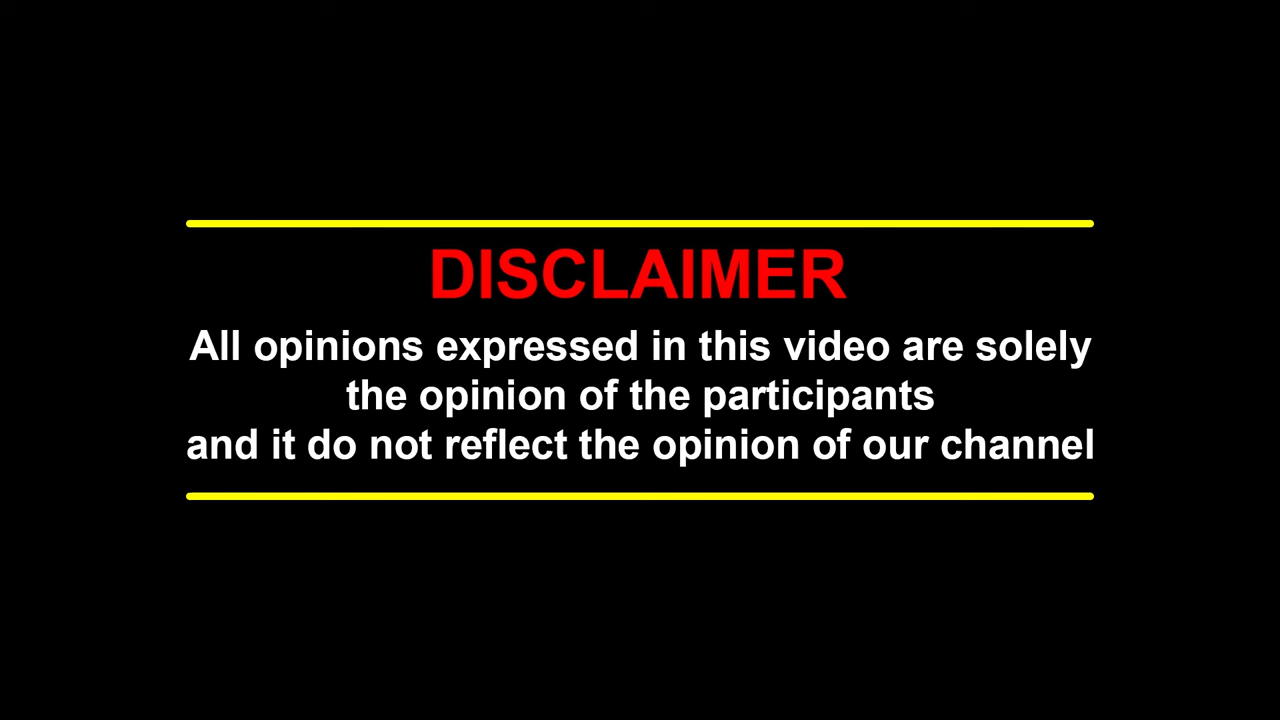 DISCLAIMER
All opinions expressed in this video are solely
the opinion of the participants
and it do not reflect the opinion of our channel